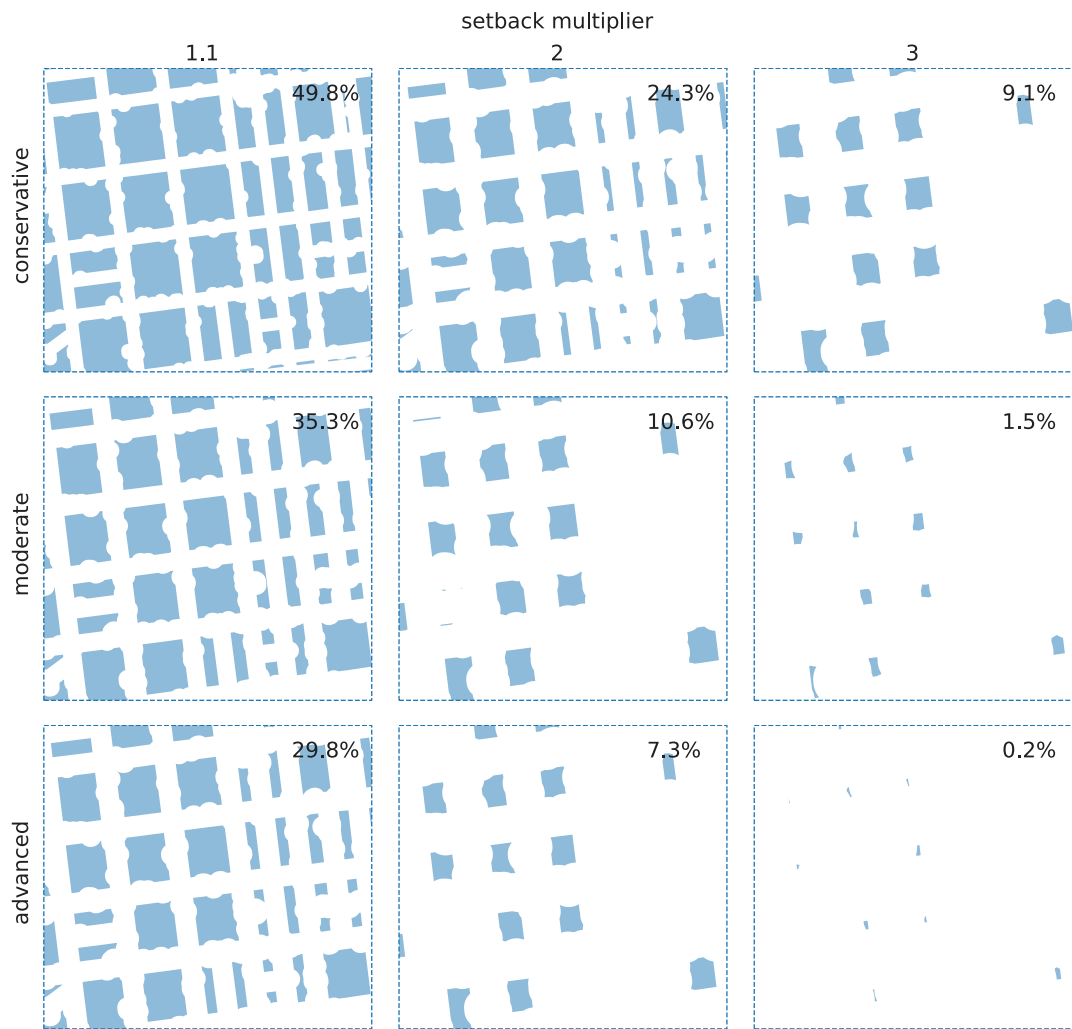 setback multiplier
1.1 2 3
conservative
49.8% 24.3% 9.1%
moderate
35.3% 10.6% 1.5%
advanced
29.8% 7.3% 0.2%